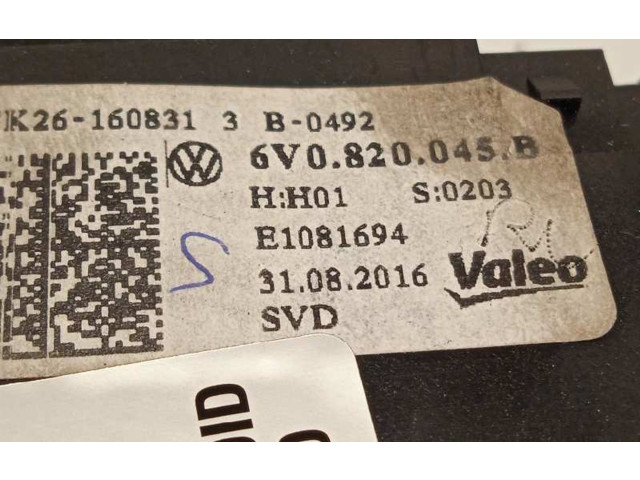 K26-160831 3 B-0492
6V0.820.045.B
H:H01 S:0203
E1081694
31.08.2016 Valeo
SVD
S